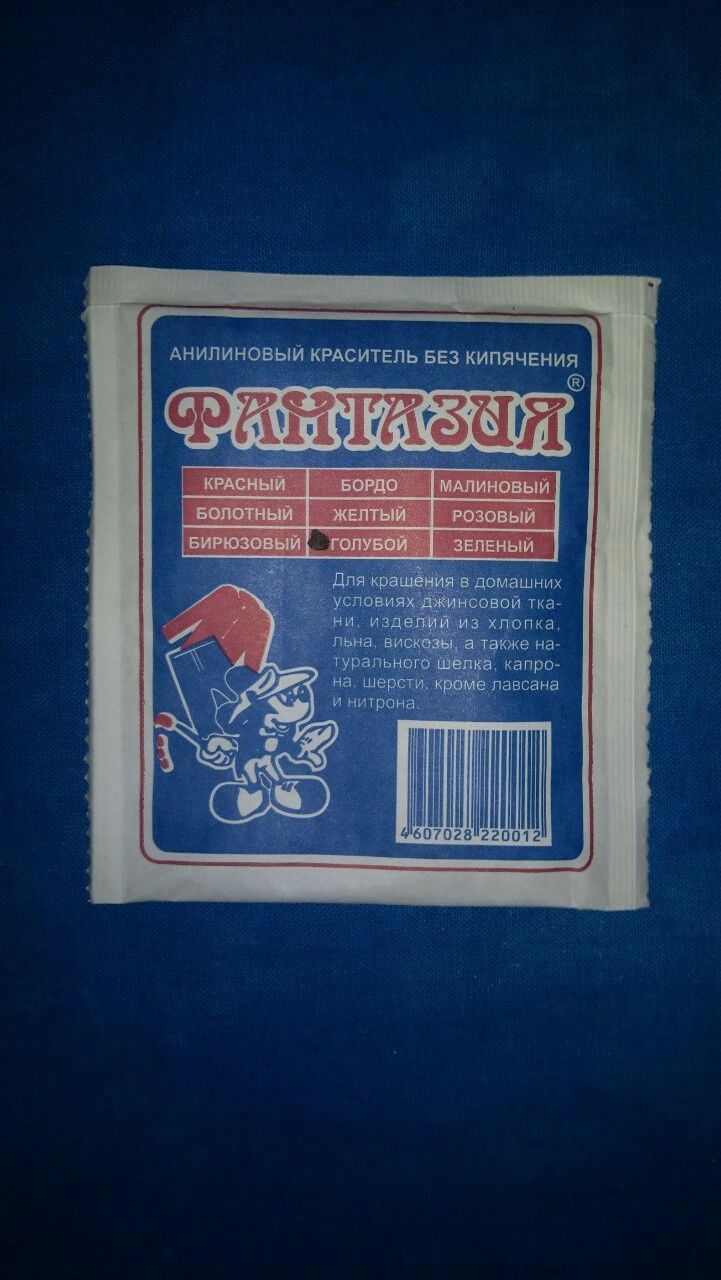 АНИЛИНОВЫЙ КРАСИТЕЛЬ БЕЗ КИПЯЧЕНИЯ
ФАНТАЗИЯ ®
КРАСНЫЙ БОРДО МАЛИНОВЫЙ
БОЛОТНЫЙ ЖЕЛТЫЙ РОЗОВЫЙ
БИРЮЗОВЫЙ ГОЛУБОЙ ЗЕЛЕНЫЙ
Для крашения в домашних
условиях джинсовой тка-
ни, изделий из хлопка,
льна, вискозы, а также на-
турального шелка, капро-
на, шерсти, кроме лавсана
и нитрона.
4 607028 220012